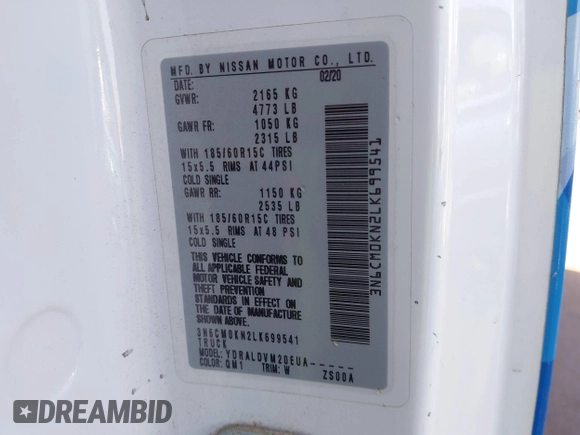 MFD. BY NISSAN MOTOR CO., LTD.
DATE: 02/20
GVWR: 2165 KG
4773 LB
GAWR FR: 1050 KG
2315 LB
WITH 185/60R15C TIRES
15x5.5 RIMS AT 44PSI
COLD SINGLE
GAWR RR: 1150 KG
2535 LB
WITH 185/60R15C TIRES
15x5.5 RIMS AT 48 PSI
COLD SINGLE
THIS VEHICLE CONFORMS TO
ALL APPLICABLE FEDERAL
MOTOR VEHICLE SAFETY AND
THEFT PREVENTION
STANDARDS IN EFFECT ON
THE DATE OF MANUFACTURE
SHOWN ABOVE.
3N6CM0KN2LK699541
TRUCK
MODEL: YDRALDVM20EUA-----
COLOR: QM1 TRIM: W ZS00A
3N6CM0KN2LK699541
DREAMBID